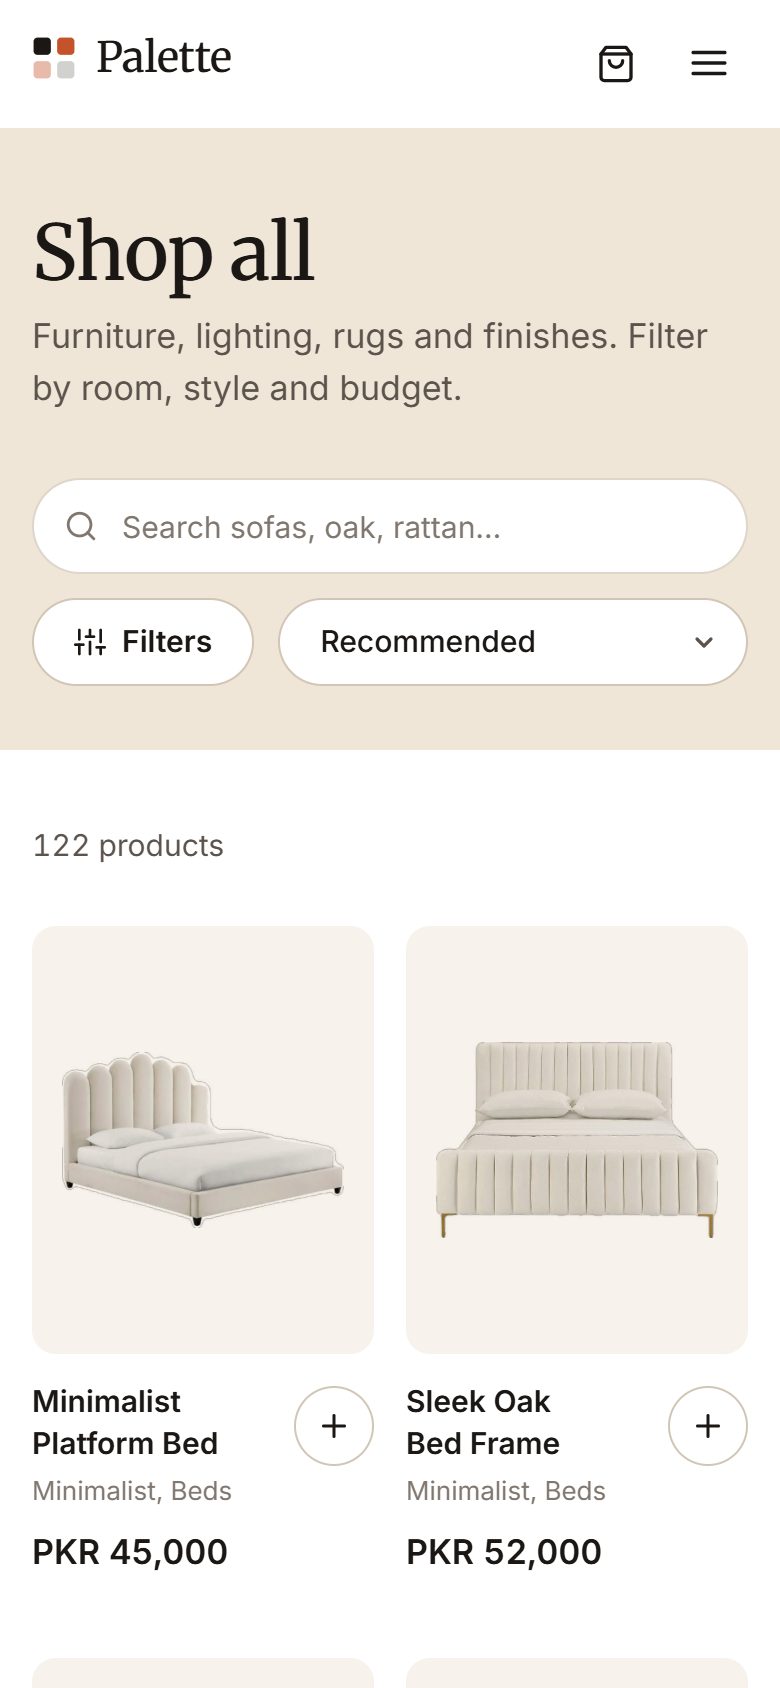 Palette
Shop all
Furniture, lighting, rugs and finishes. Filter
by room, style and budget.
Search sofas, oak, rattan...
Filters
Recommended
122 products
Minimalist
Platform Bed
Minimalist, Beds
PKR 45,000
Sleek Oak
Bed Frame
Minimalist, Beds
PKR 52,000